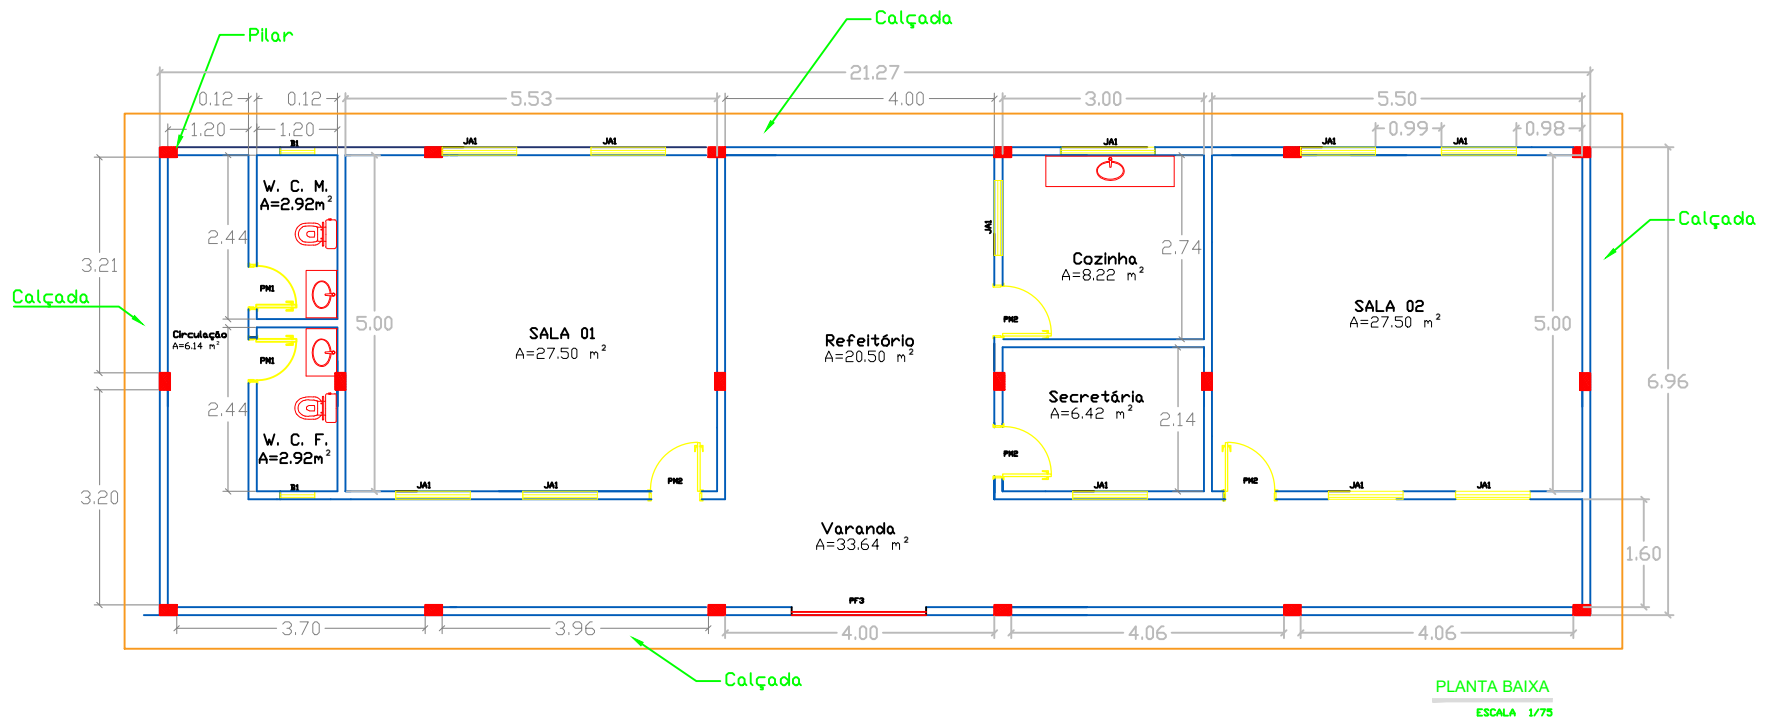 Calçada
Pilar
21.27
0.12
0.12
5.53
4.00
3.00
5.50
1.20
1.20
0.99
0.98
B1
JA1
JA1
JA1
JA1
JA1
W. C. M.
A=2.92m²
2.44
3.21
Calçada
PM1
JA1
Cozinha
A=8.22 m²
2.74
Calçada
Circulação
A=6.14 m²
5.00
SALA 01
A=27.50 m²
Refeitório
A=20.50 m²
PM2
SALA 02
A=27.50 m²
5.00
PM1
6.96
2.44
Secretária
A=6.42 m²
2.14
W. C. F.
A=2.92m²
PM2
PM2
PM2
3.20
B1
JA1
JA1
JA1
JA1
JA1
Varanda
A=33.64 m²
1.60
PF3
3.70
3.96
4.00
4.06
4.06
Calçada
PLANTA BAIXA
ESCALA 1/75